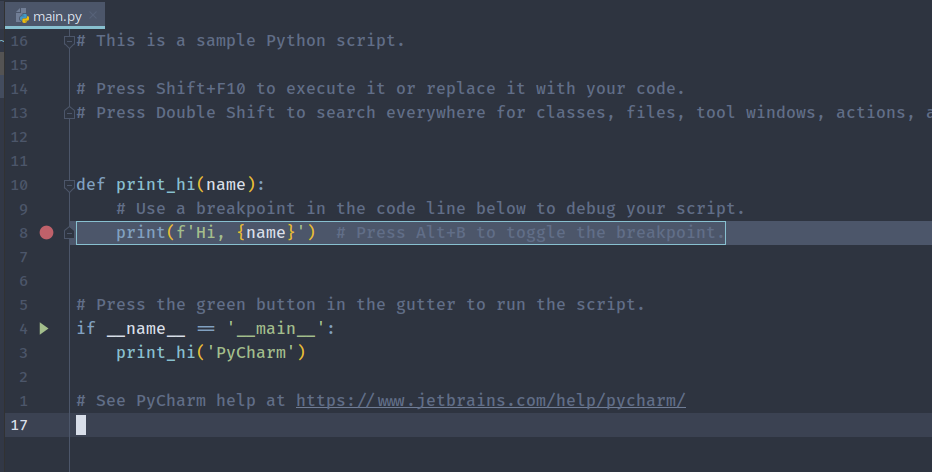 main.py
16 # This is a sample Python script.
15
14 # Press Shift+F10 to execute it or replace it with your code.
13 # Press Double Shift to search everywhere for classes, files, tool windows, actions, a
12
11
10 def print_hi(name):
9     # Use a breakpoint in the code line below to debug your script.
8     print(f'Hi, {name}')  # Press Alt+B to toggle the breakpoint.
7
6
5 # Press the green button in the gutter to run the script.
4 if __name__ == '__main__':
3     print_hi('PyCharm')
2
1 # See PyCharm help at https://www.jetbrains.com/help/pycharm/
17